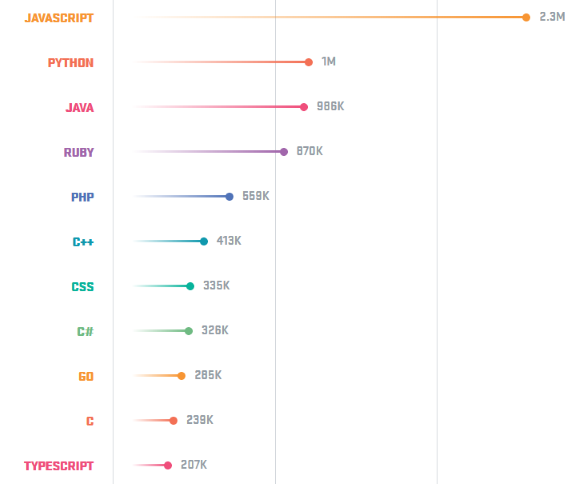 JAVASCRIPT 2.3M
PYTHON 1M
JAVA 986K
RUBY 870K
PHP 559K
C++ 413K
CSS 335K
C# 326K
GO 285K
C 239K
TYPESCRIPT 207K